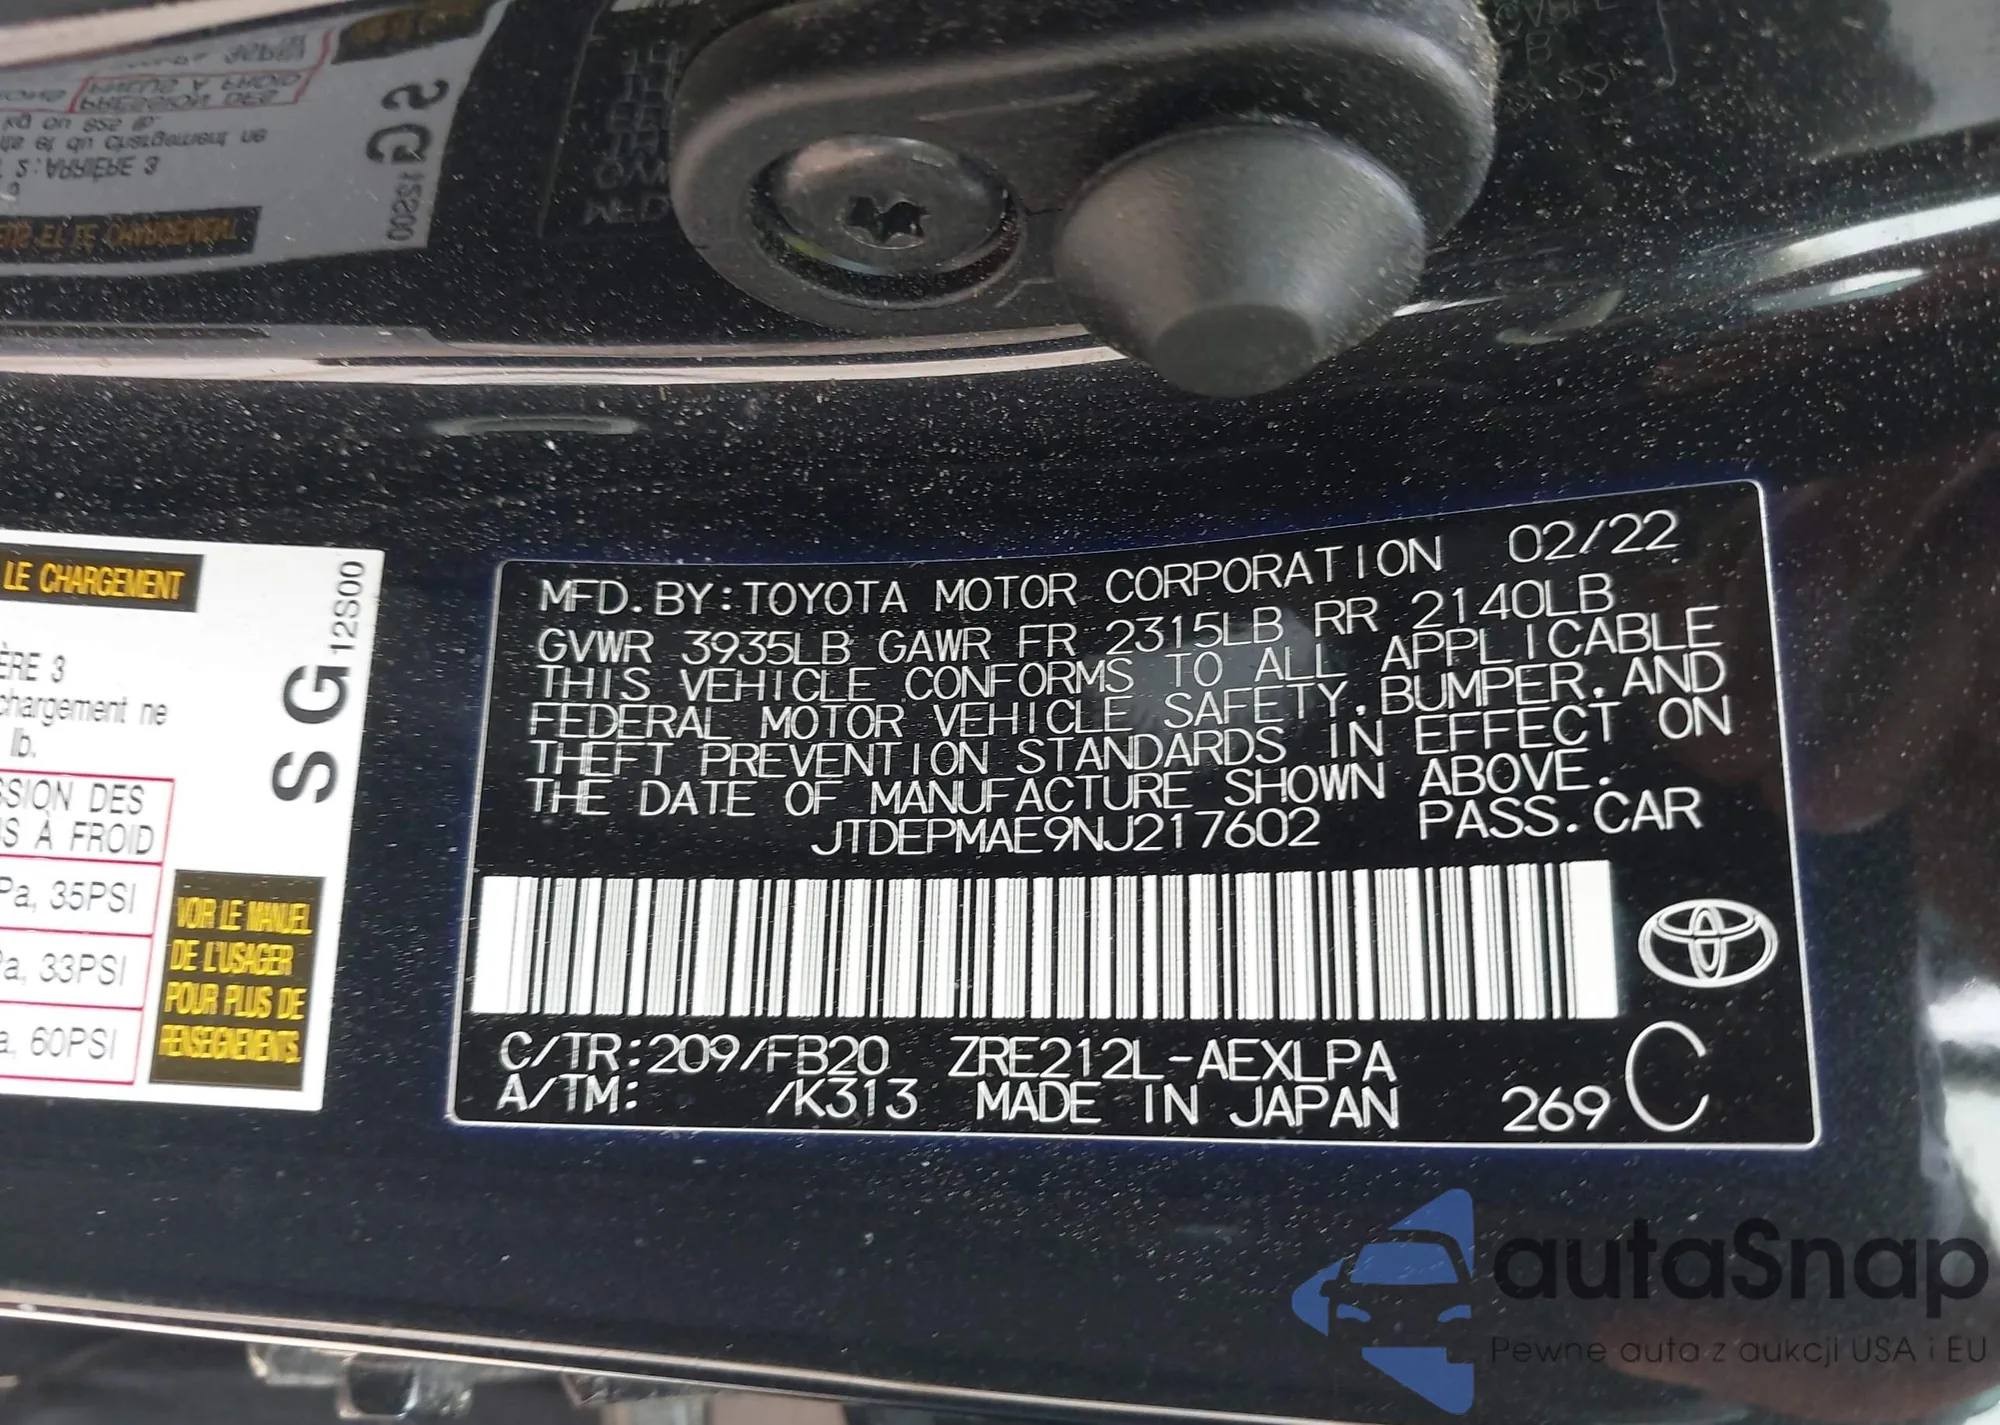 LE CHARGEMENT
ÈRE 3
chargement ne
lb.
SSION DES
S À FROID
Pa, 35PSI
Pa, 33PSI
a, 60PSI
SG 12S00
VOIR LE MANUEL
DE L'USAGER
POUR PLUS DE
RENSEIGNEMENTS.
MFD. BY: TOYOTA MOTOR CORPORATION 02/22
GVWR 3935LB GAWR FR 2315LB RR 2140LB
THIS VEHICLE CONFORMS TO ALL APPLICABLE
FEDERAL MOTOR VEHICLE SAFETY, BUMPER, AND
THEFT PREVENTION STANDARDS IN EFFECT ON
THE DATE OF MANUFACTURE SHOWN ABOVE.
JTDEPMAE9NJ217602 PASS. CAR
C/TR: 209/FB20 ZRE212L-AEXLPA
A/TM: /K313 MADE IN JAPAN 269 C
autoSnap
Pewne auta z aukcji USA i EU